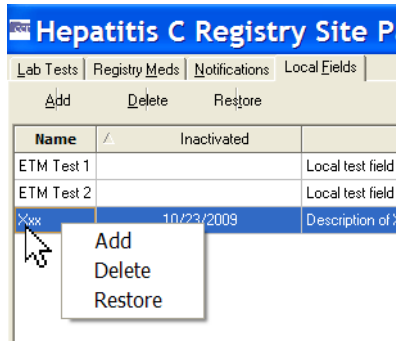 Hepatitis C Registry Site P
Lab Tests Registry Meds Notifications Local Fields
Add Delete Restore
Name Inactivated
ETM Test 1 Local test field
ETM Test 2 Local test field
Xxx 10/23/2009 Description of X
Add
Delete
Restore